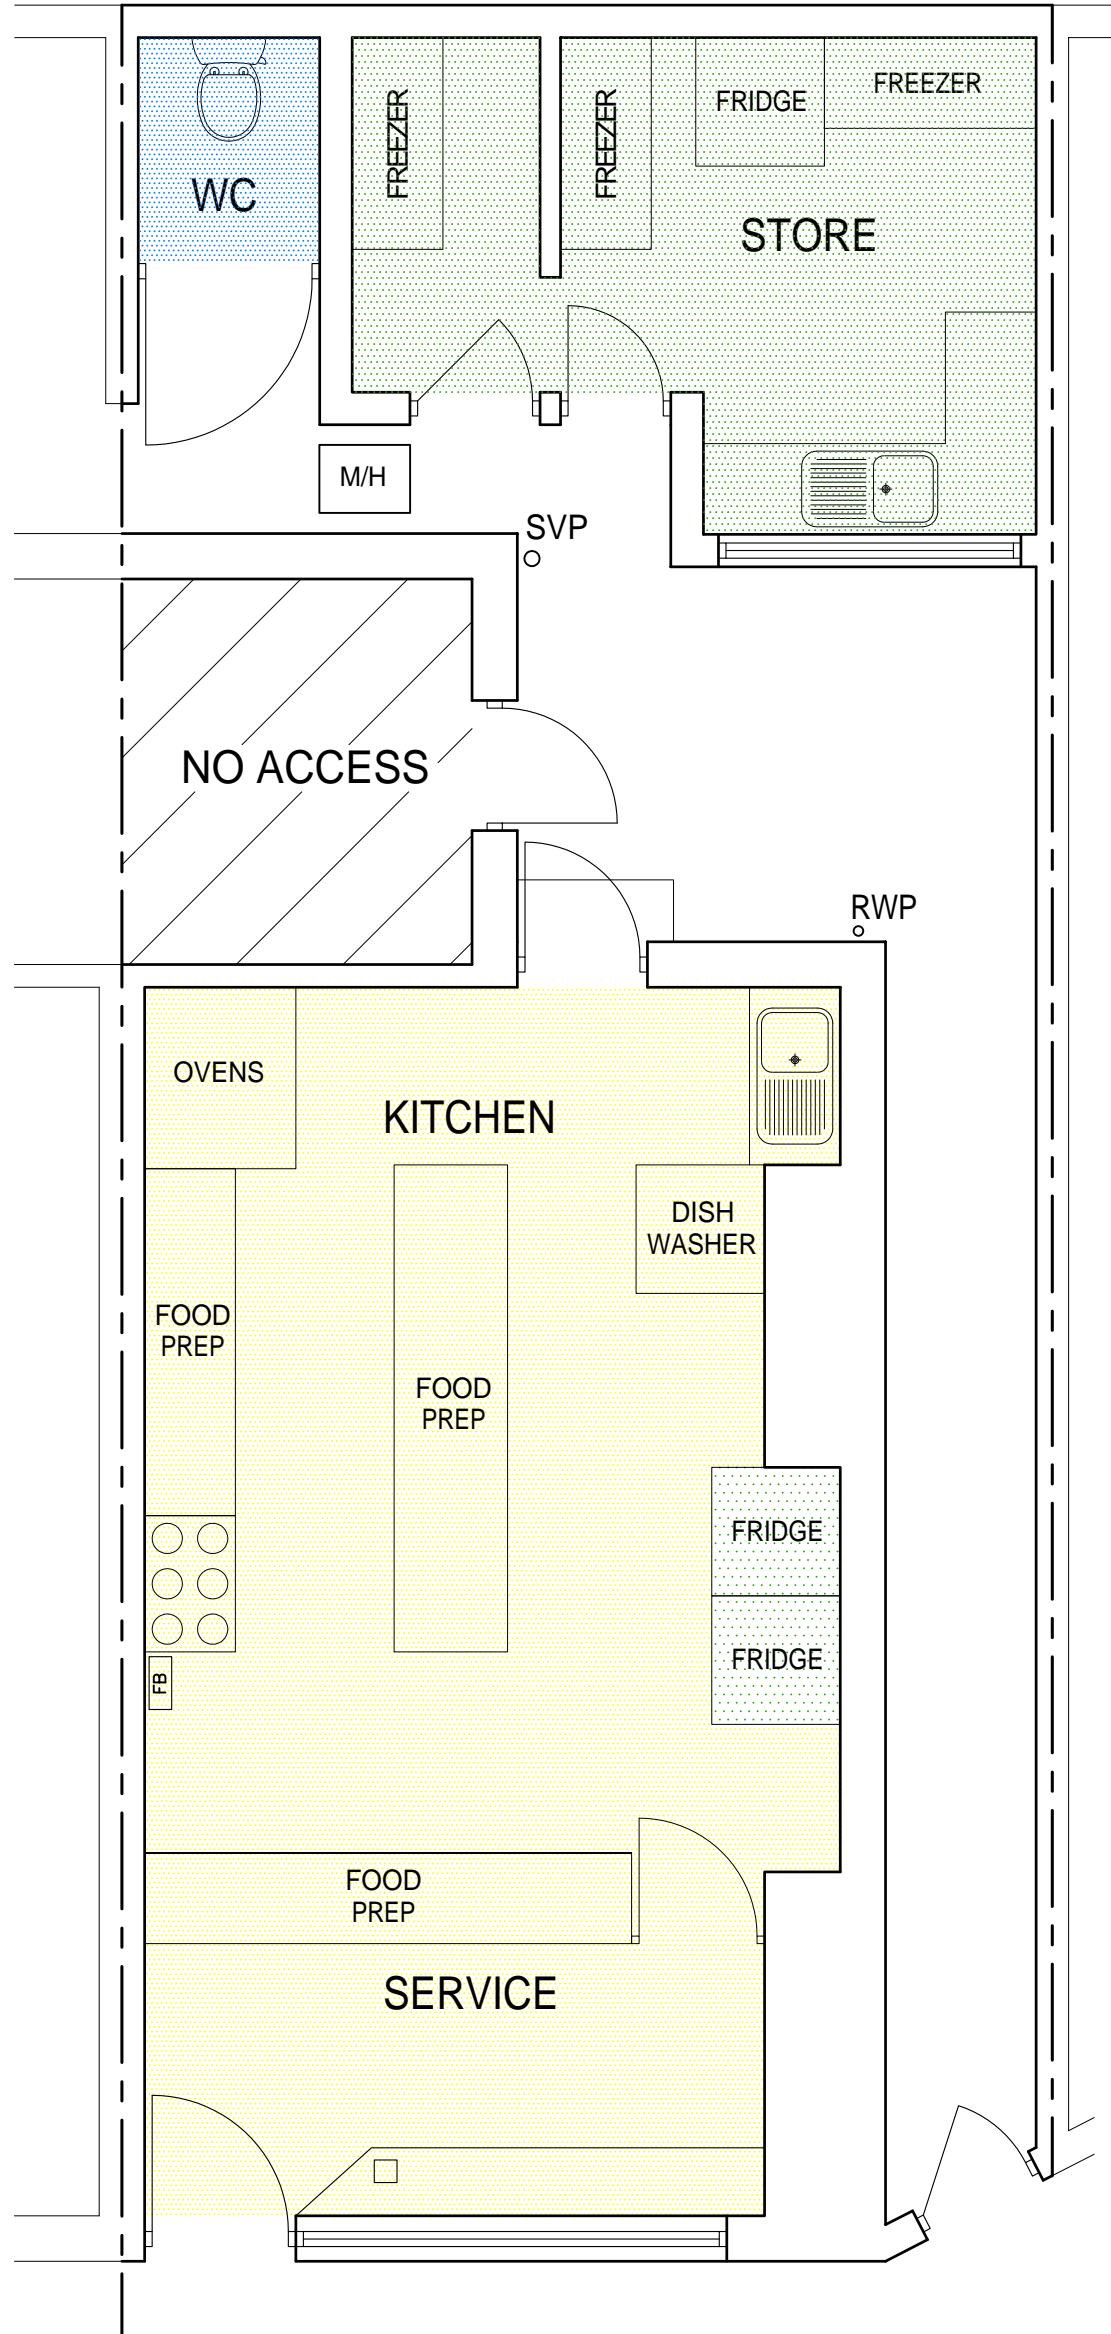 FREEZER
FREEZER
FRIDGE
FREEZER
WC
STORE
M/H
SVP
NO ACCESS
RWP
OVENS
KITCHEN
DISH
WASHER
FOOD
PREP
FOOD
PREP
FRIDGE
FRIDGE
FB
FOOD
PREP
SERVICE